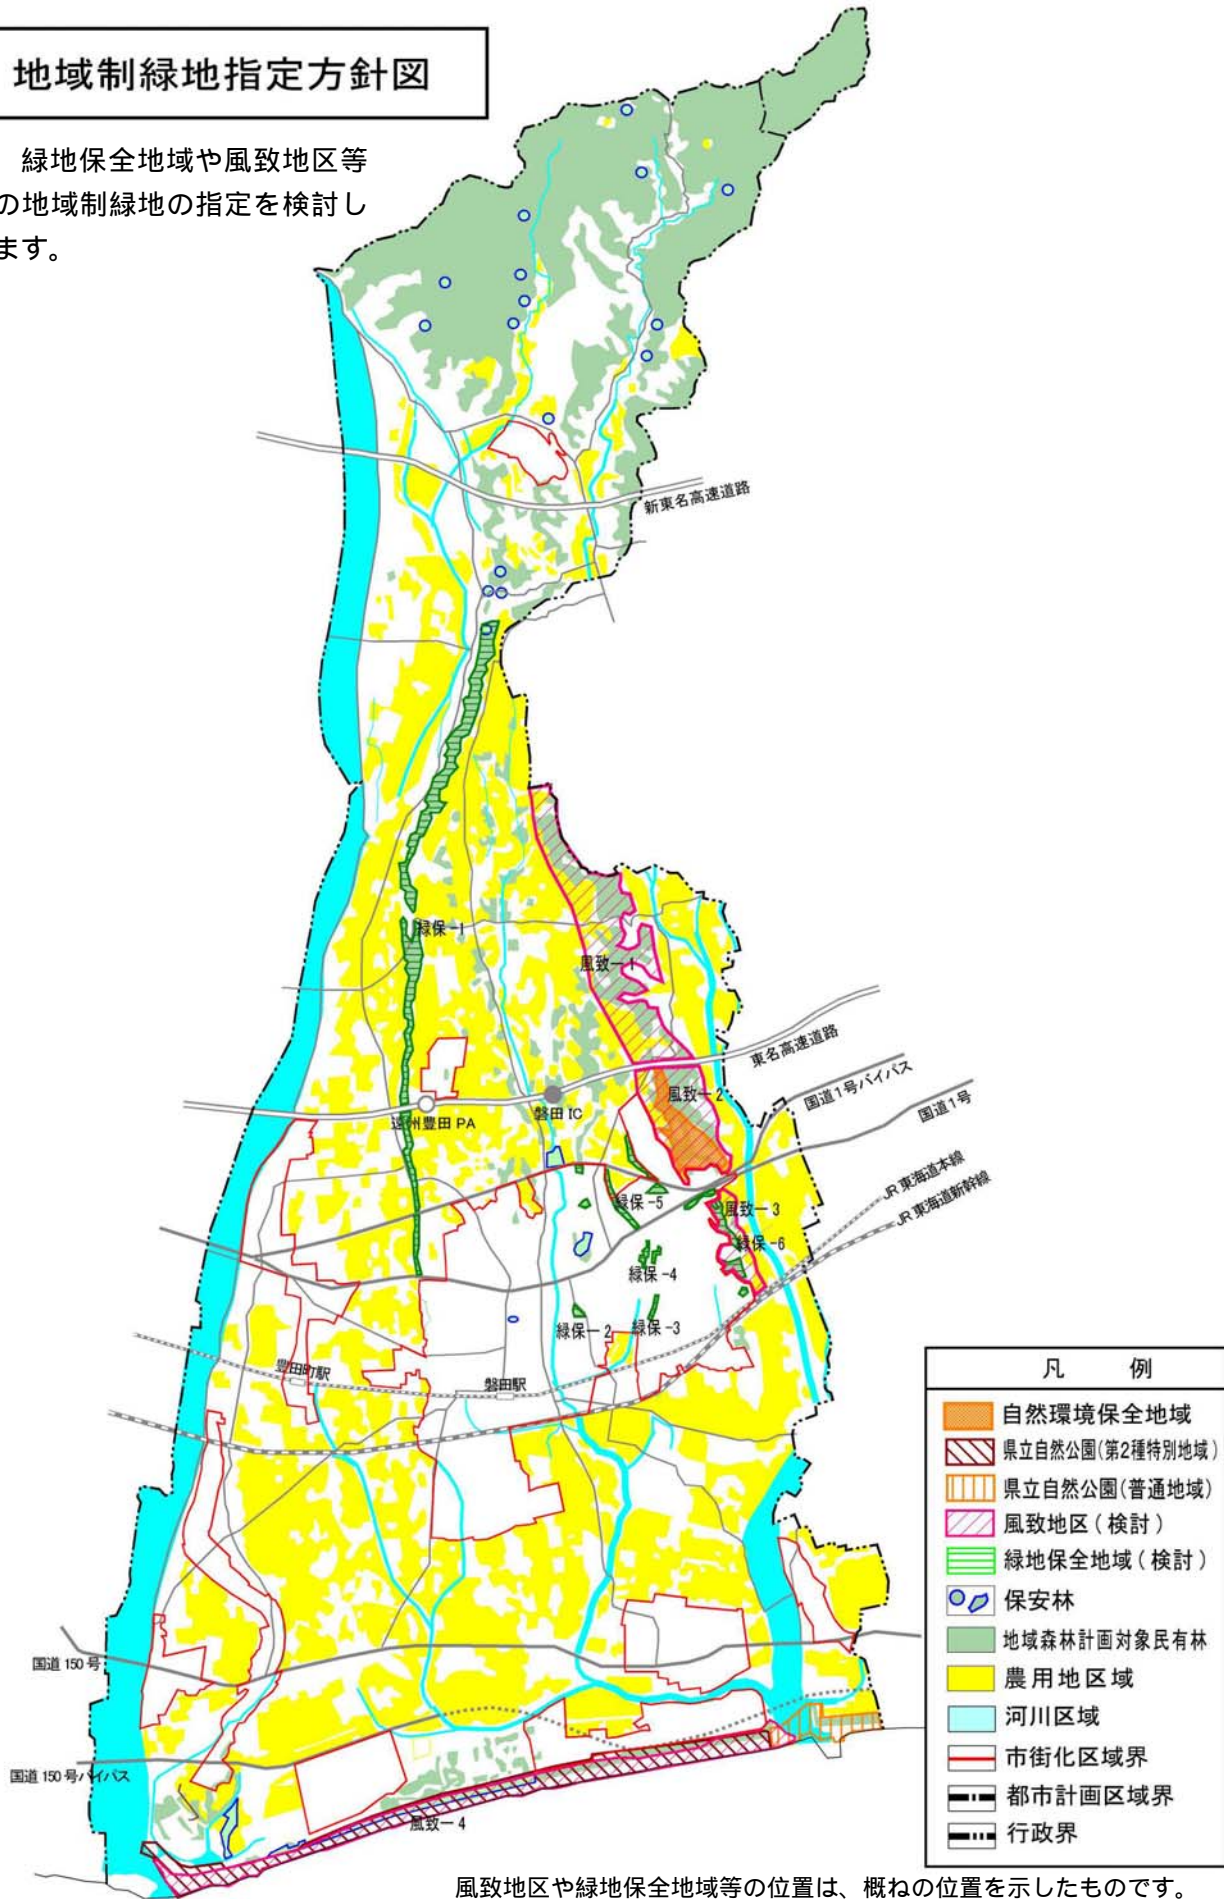 地域制緑地指定方針図
緑地保全地域や風致地区等
の地域制緑地の指定を検討し
ます。
新東名高速道路
緑保-1
風致-1
東名高速道路
風致-2
国道1号バイパス
国道1号
遠州豊田PA
磐田IC
JR東海道本線
JR東海道新幹線
緑保-5
風致-3
緑保-6
緑保-4
緑保-2
緑保-3
豊田町駅
磐田駅
国道150号
国道150号バイパス
風致-4
凡 例
自然環境保全地域
県立自然公園(第2種特別地域)
県立自然公園(普通地域)
風致地区(検討)
緑地保全地域(検討)
保安林
地域森林計画対象民有林
農用地区域
河川区域
市街化区域界
都市計画区域界
行政界
風致地区や緑地保全地域等の位置は、概ねの位置を示したものです。